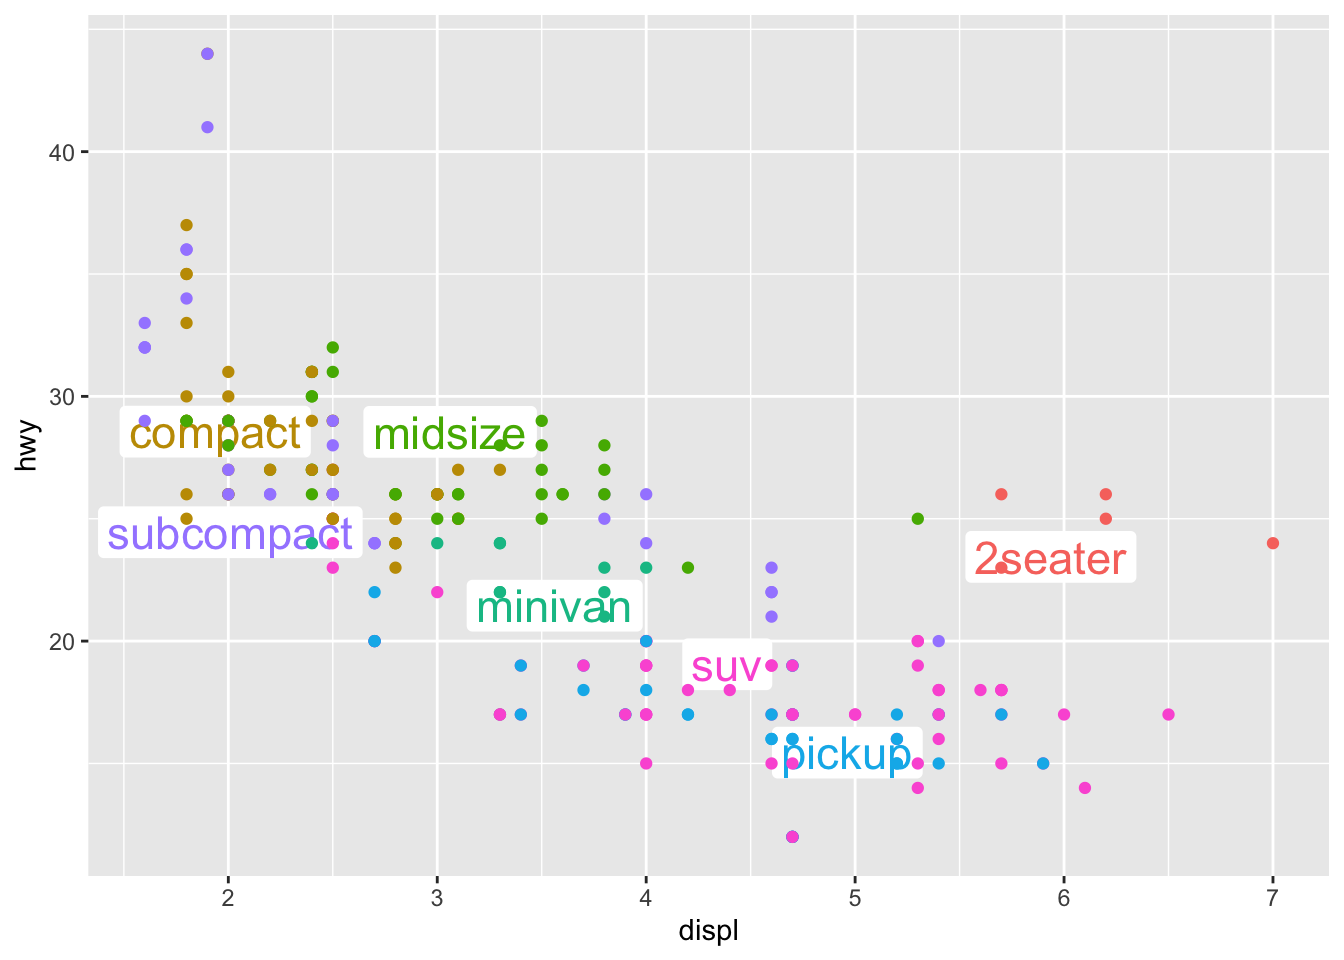 40
30
20
hwy
compact
midsize
subcompact
2seater
minivan
suv
pickup
2 3 4 5 6 7
displ